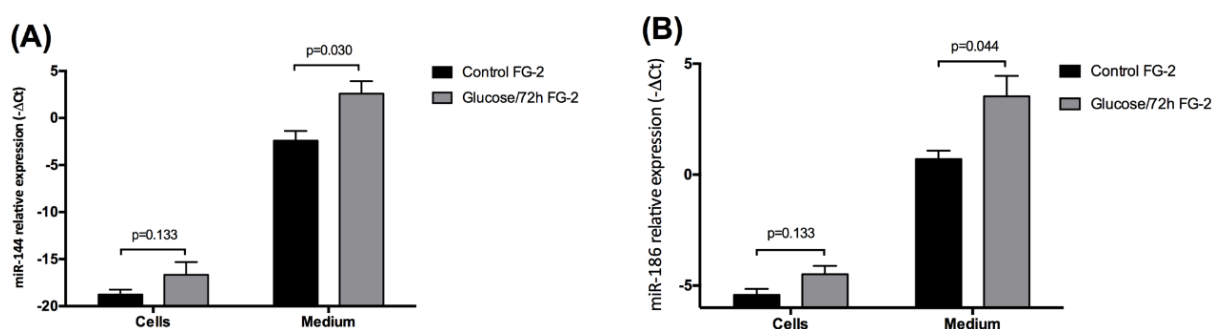 (A)
p=0.030
Control FG-2
Glucose/72h FG-2
miR-144 relative expression (-ΔCt)
5
0
-5
-10
-15
-20
p=0.133
Cells
Medium
(B)
p=0.044
Control FG-2
Glucose/72h FG-2
miR-186 relative expression (-ΔCt)
5
0
-5
p=0.133
Cells
Medium